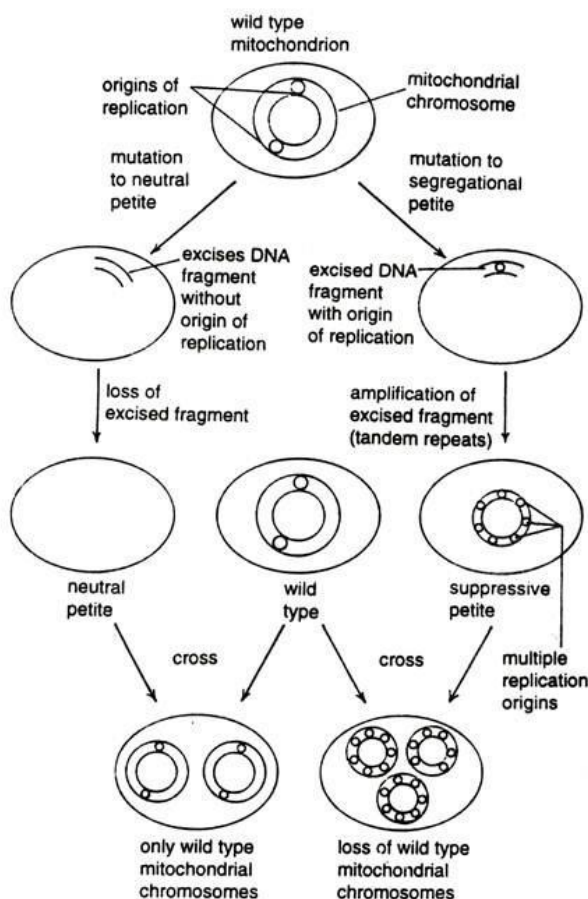 wild type
mitochondrion
origins of
replication
mitochondrial
chromosome
mutation
to neutral
petite
mutation to
segregational
petite
excises DNA
fragment
without
origin of
replication
excised DNA
fragment
with origin
of replication
loss of
excised fragment
amplification of
excised fragment
(tandem repeats)
neutral
petite
wild
type
suppressive
petite
cross
cross
multiple
replication
origins
only wild type
mitochondrial
chromosomes
loss of wild type
mitochondrial
chromosomes